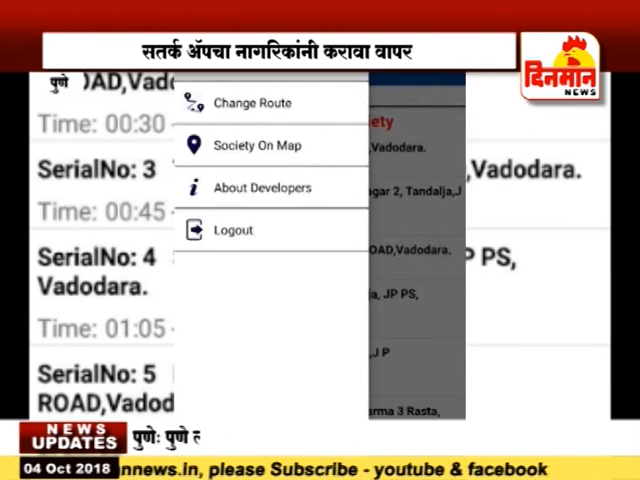 सतर्क ॲपचा नागरिकांनी करावा वापर
दिनमान
NEWS
पुणे
OAD,Vado
Time: 00:30
SerialNo: 3
Time: 00:45
SerialNo: 4
Vadodara.
Time: 01:05
SerialNo: 5
ROAD,Vadod
Change Route
Society On Map
About Developers
Logout
ety
,Vadodara.
agar 2, Tandalja,J
OAD,Vadodara.
a, JP PS,
,J P
arma 3 Rasta,
,Vadodara.
P PS,
NEWS
UPDATES
पुणेः पुणे
04 Oct 2018
nnews.in, please Subscribe - youtube & facebook